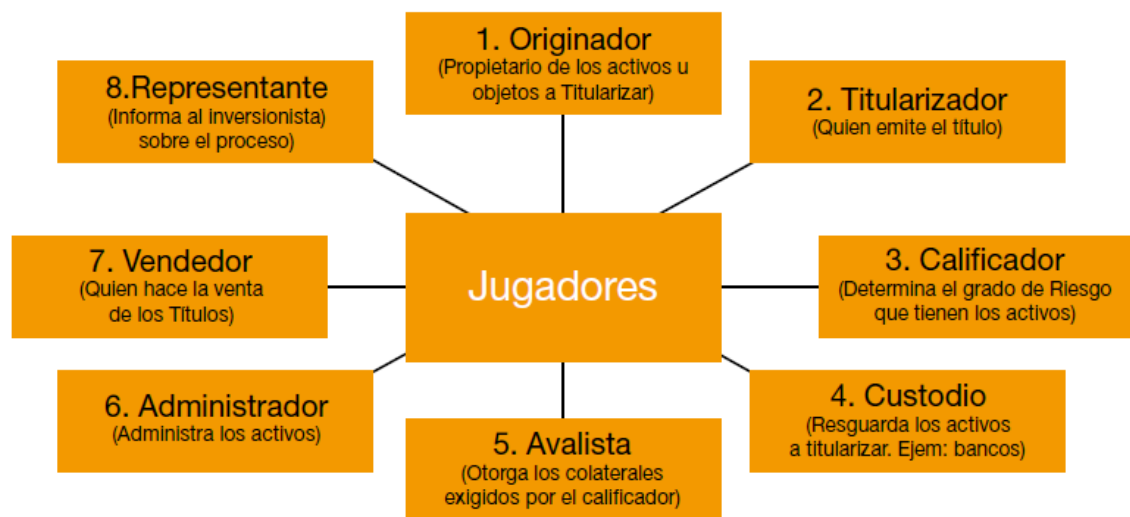 1. Originador
(Propietario de los activos u
objetos a Titularizar)
2. Titularizador
(Quien emite el título)
3. Calificador
(Determina el grado de Riesgo
que tienen los activos)
4. Custodio
(Resguarda los activos
a titularizar. Ejem: bancos)
5. Avalista
(Otorga los colaterales
exigidos por el calificador)
6. Administrador
(Administra los activos)
7. Vendedor
(Quien hace la venta
de los Títulos)
8.Representante
(Informa al inversionista)
sobre el proceso)
Jugadores